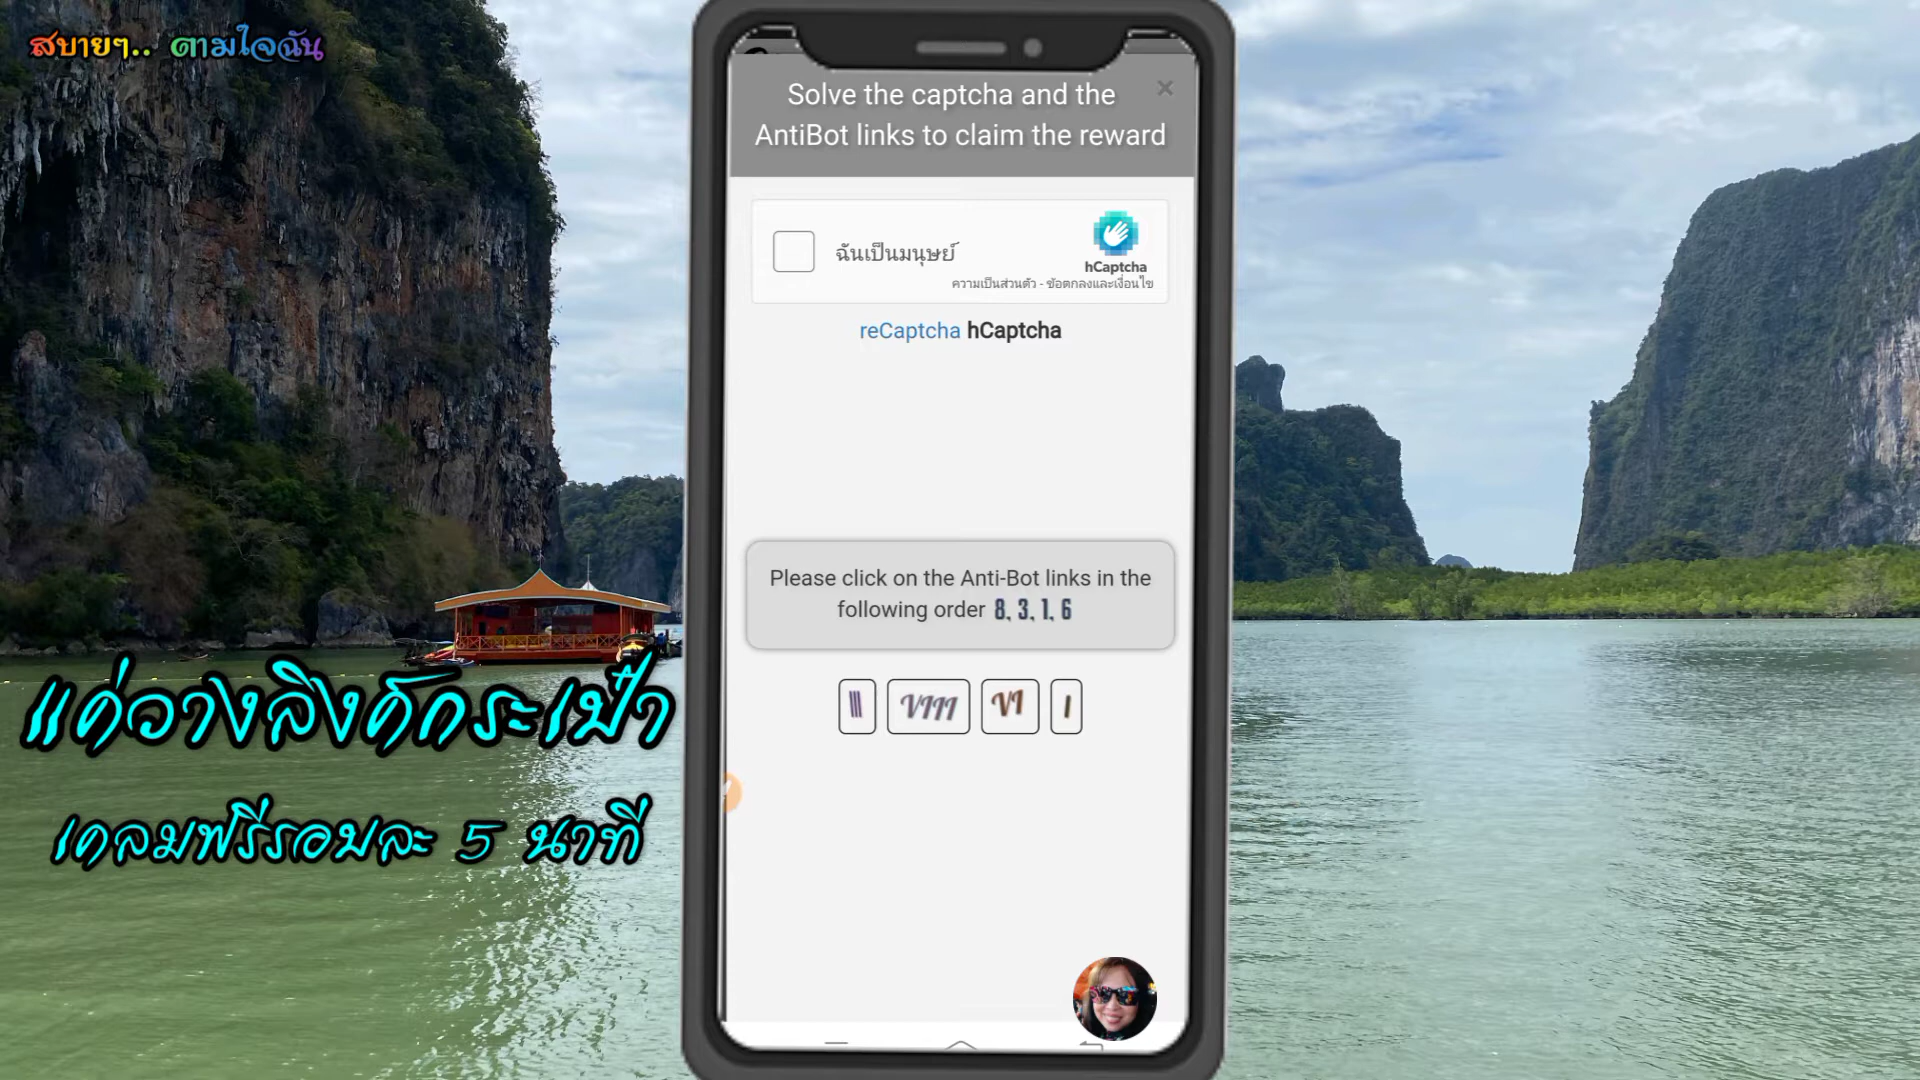 สบายๆ.. ตามใจฉัน
Solve the captcha and the
AntiBot links to claim the reward
×
ฉันเป็นมนุษย์
hCaptcha
ความเป็นส่วนตัว - ข้อตกลงและเงื่อนไข
reCaptcha hCaptcha
Please click on the Anti-Bot links in the
following order 8, 3, 1, 6
III VIII VI I
แค่วางลิงค์กระเป๋า
เคลมฟรีรอบละ 5 นาที